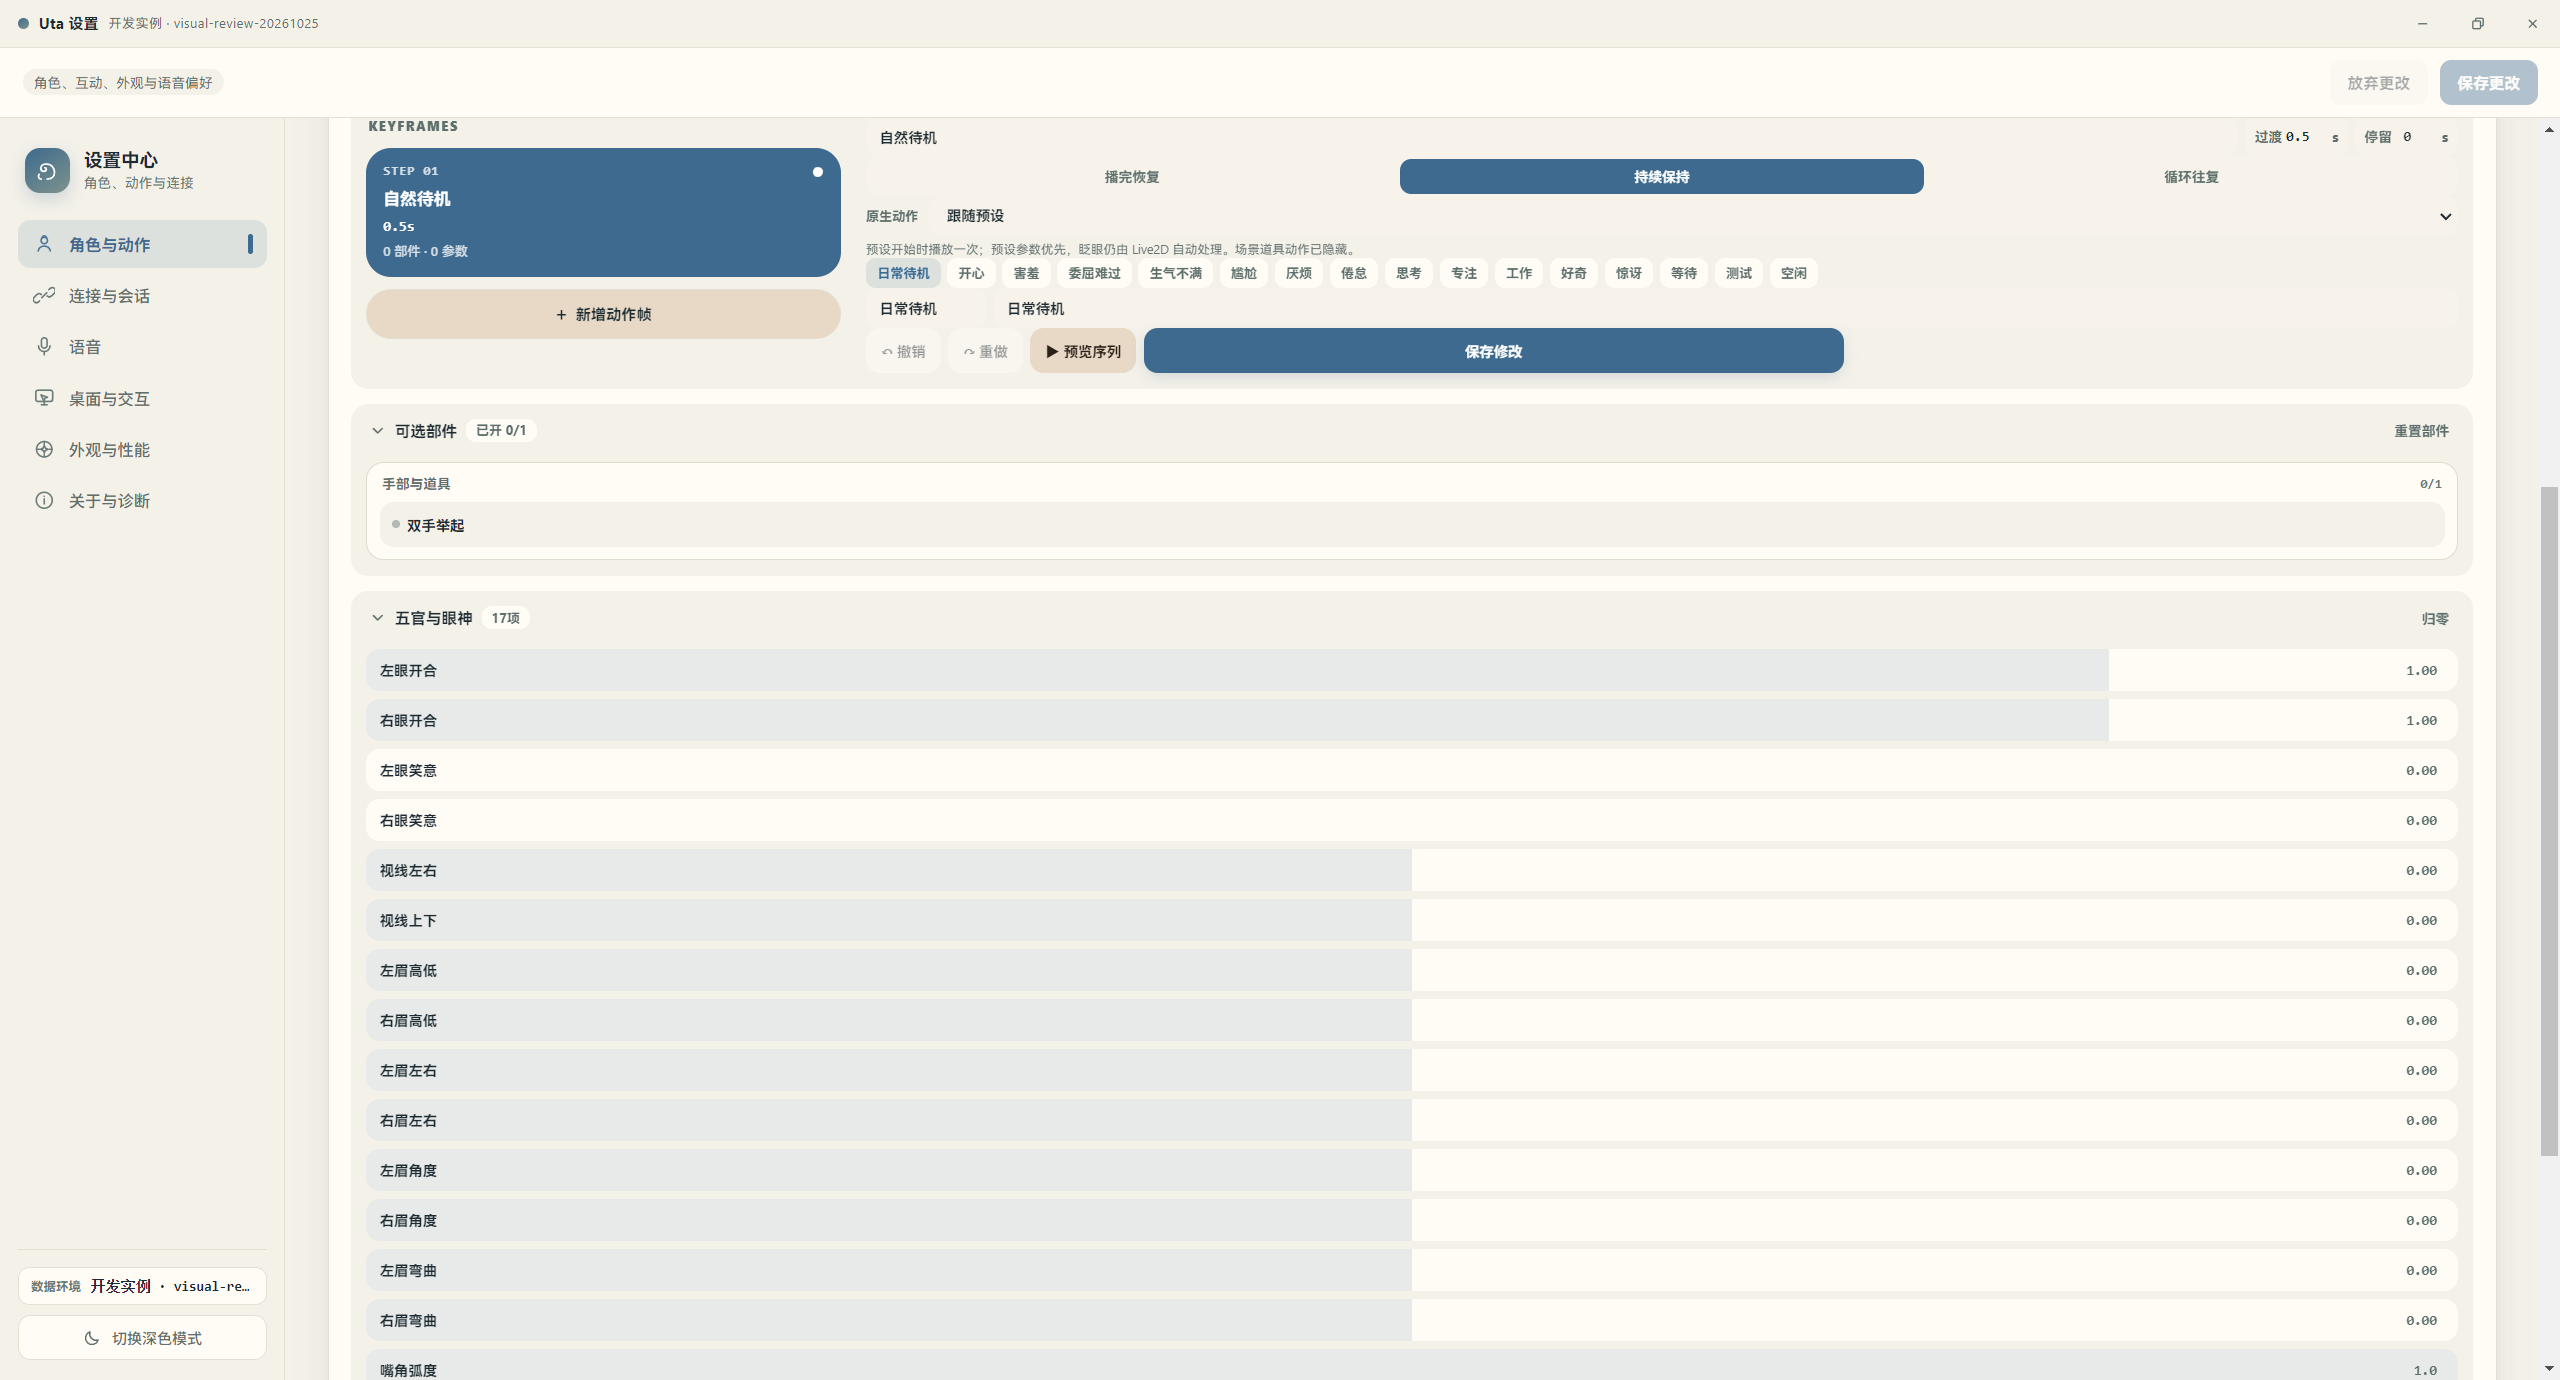 Uta 设置 开发实例 · visual-review-20261025
角色、互动、外观与语音偏好
放弃更改
保存更改
设置中心
角色、动作与连接
角色与动作
连接与会话
语音
桌面与交互
外观与性能
关于与诊断
数据环境 开发实例 · visual-re…
切换深色模式
KEYFRAMES
STEP 01
自然待机
0.5s
0 部件 · 0 参数
+ 新增动作帧
自然待机
过渡 0.5 s 停留 0 s
播完恢复 持续保持 循环往复
原生动作 跟随预设
预设开始时播放一次；预设参数优先，眨眼仍由 Live2D 自动处理。场景道具动作已隐藏。
日常待机 开心 害羞 委屈难过 生气不满 尴尬 厌烦 倦怠 思考 专注 工作 好奇 惊讶 等待 测试 空闲
日常待机 日常待机
撤销 重做 预览序列 保存修改
可选部件 已开 0/1 重置部件
手部与道具 0/1
双手举起
五官与眼神 17项 归零
左眼开合 1.00
右眼开合 1.00
左眼笑意 0.00
右眼笑意 0.00
视线左右 0.00
视线上下 0.00
左眉高低 0.00
右眉高低 0.00
左眉左右 0.00
右眉左右 0.00
左眉角度 0.00
右眉角度 0.00
左眉弯曲 0.00
右眉弯曲 0.00
嘴角弧度 1.0